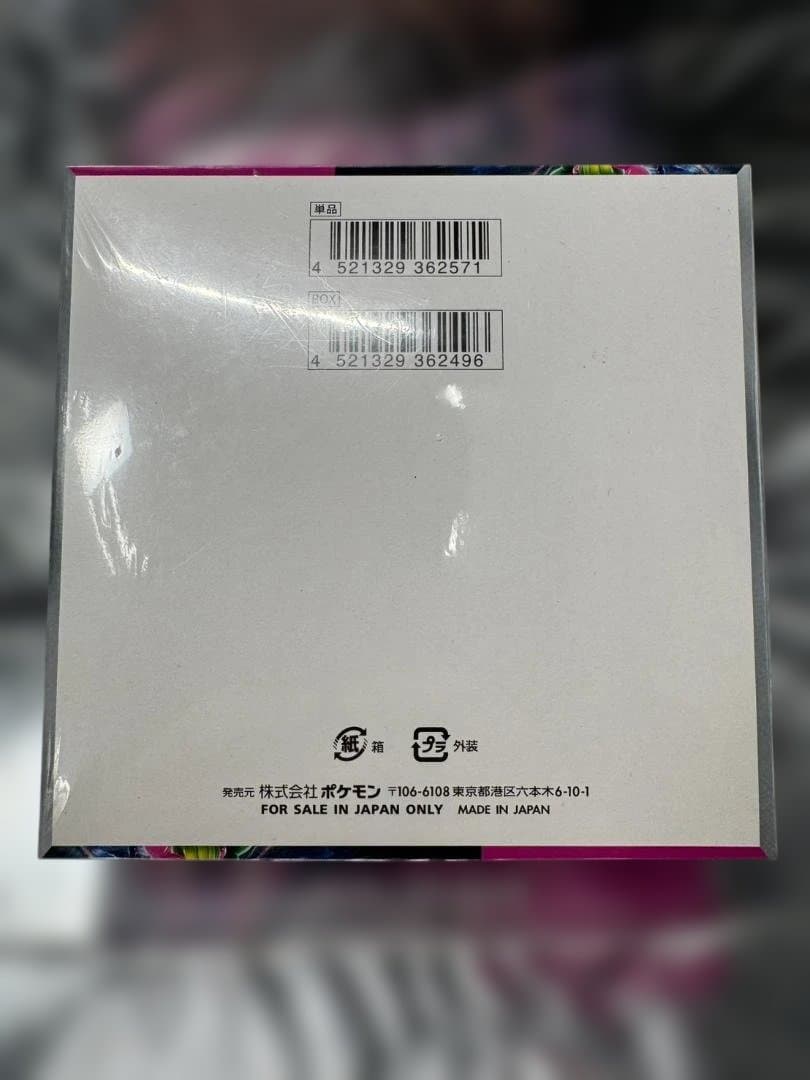 単品
4 521329 362571
BOX
4 521329 362496
紙 箱 プラ 外装
発売元 株式会社 ポケモン 〒106-6108 東京都港区六本木6-10-1
FOR SALE IN JAPAN ONLY MADE IN JAPAN